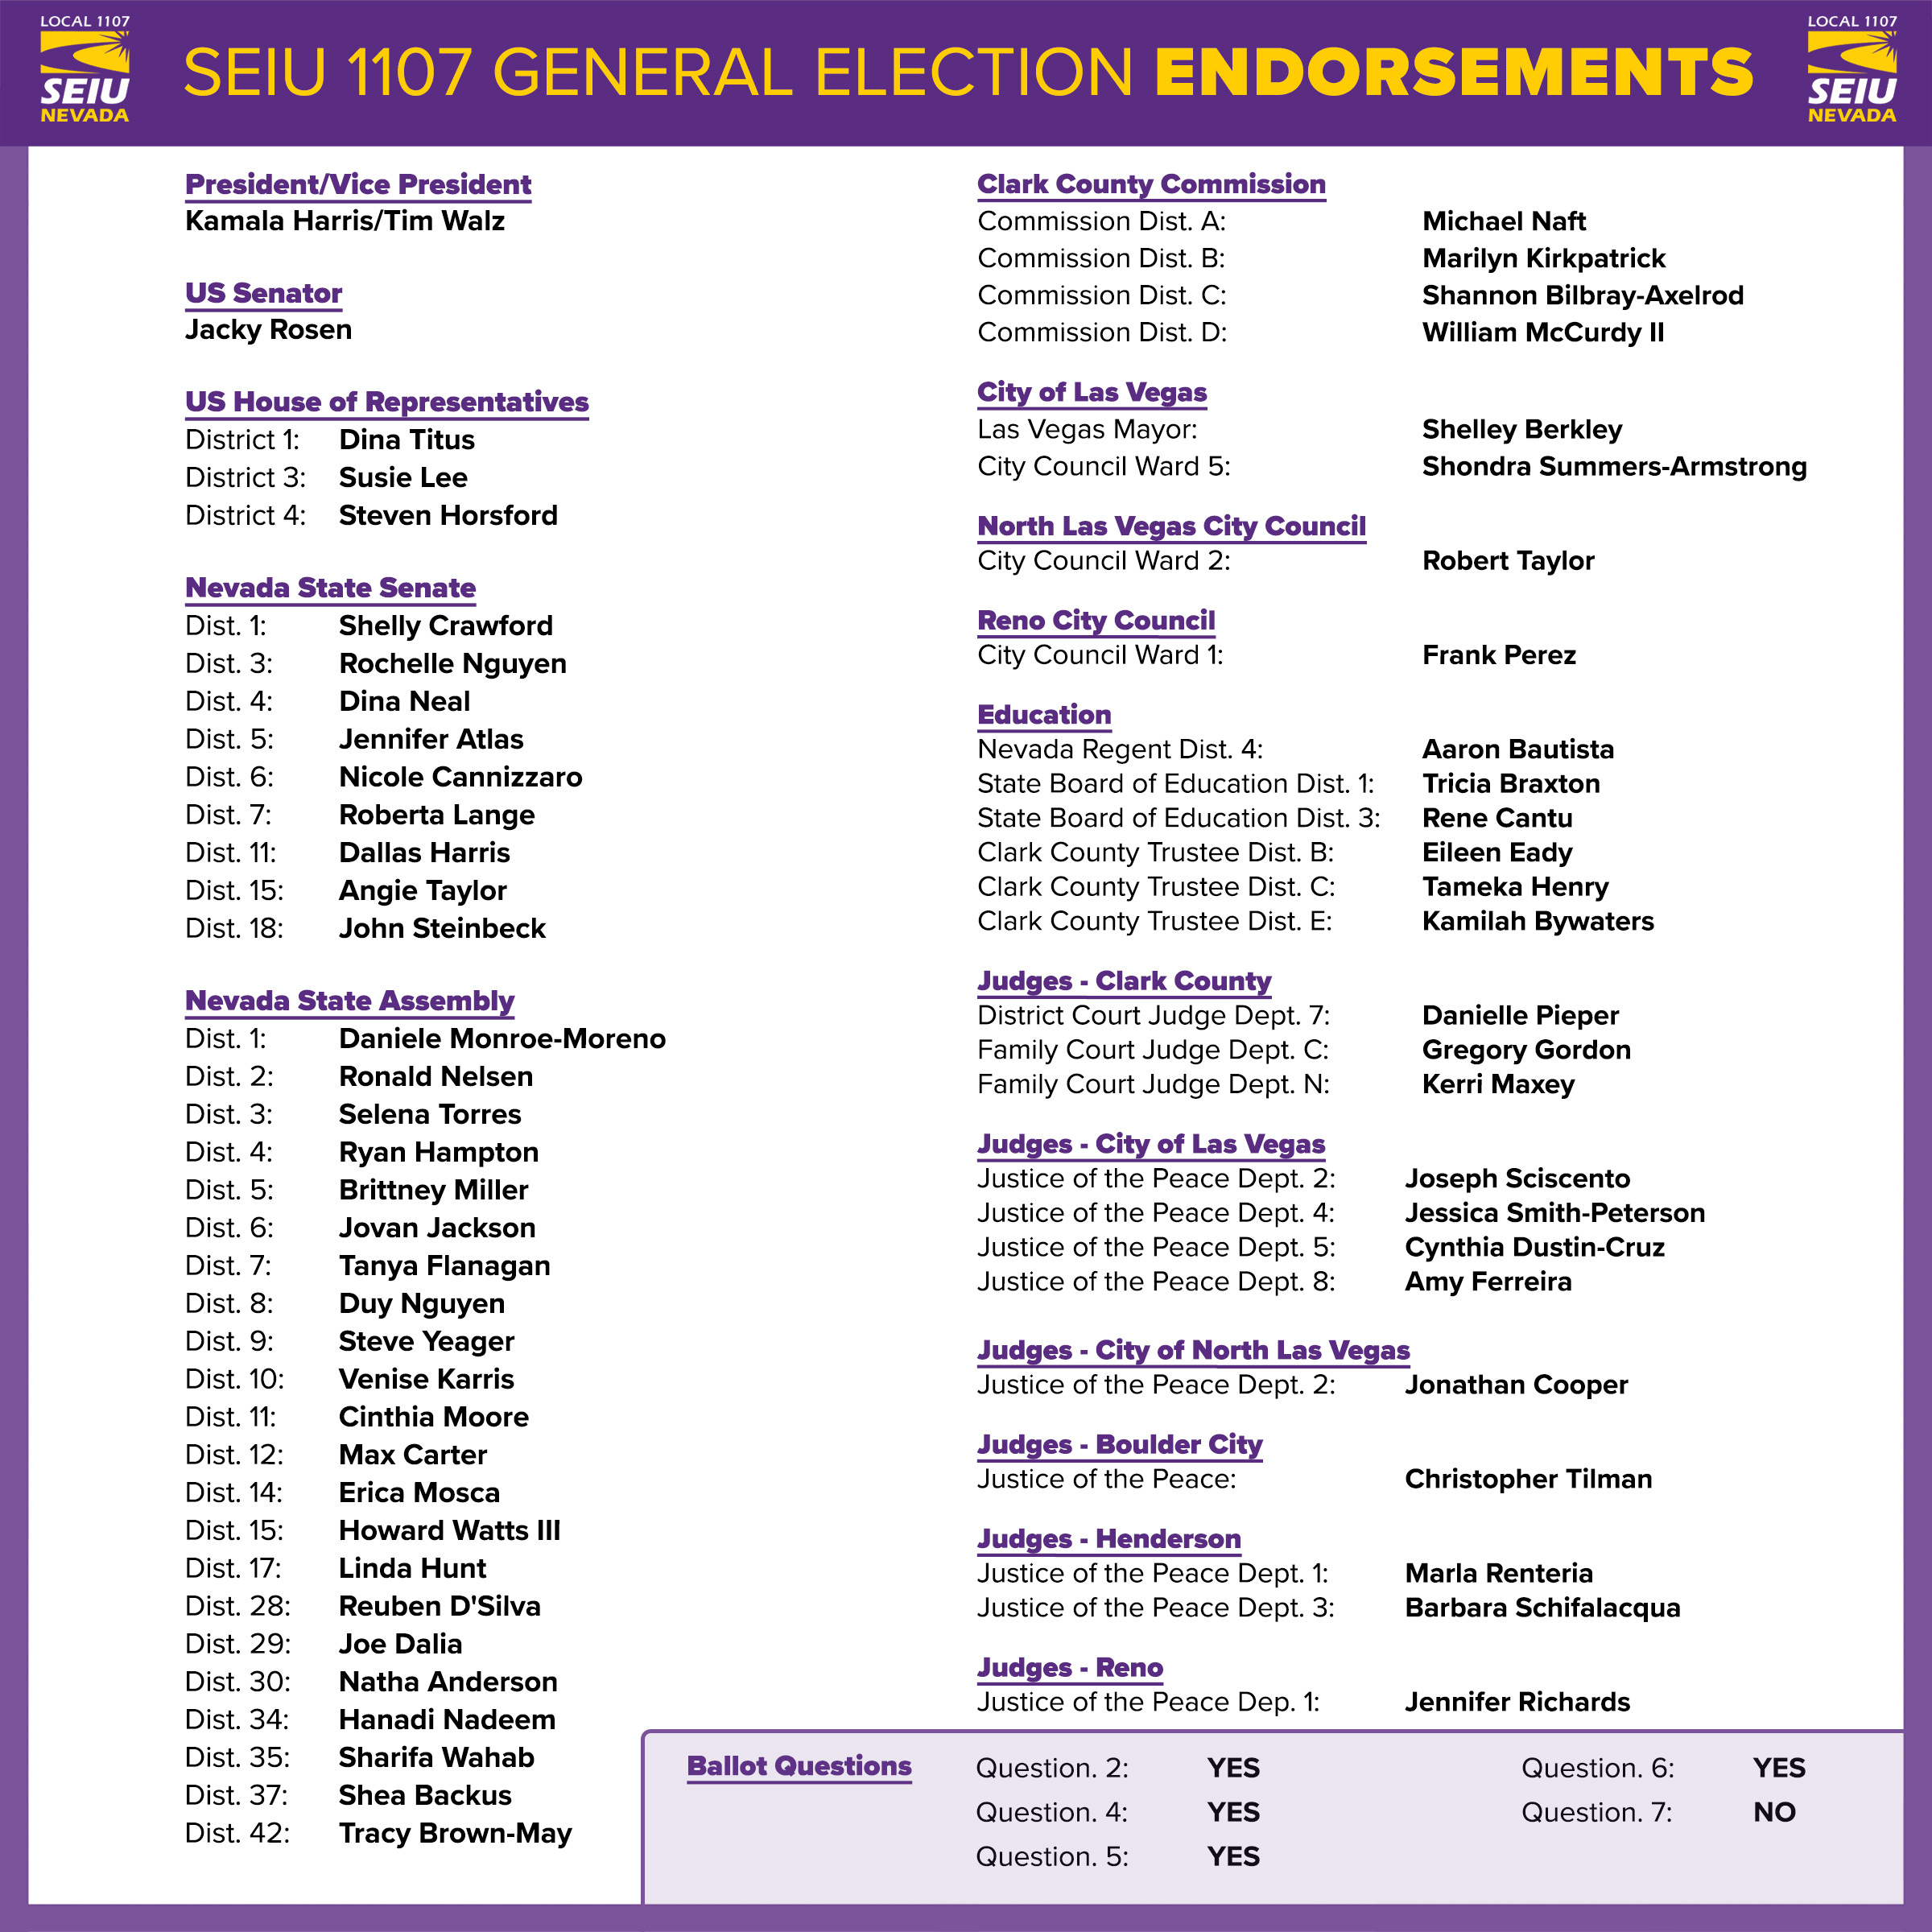 LOCAL 1107
SEIU
NEVADA
SEIU 1107 GENERAL ELECTION ENDORSEMENTS
LOCAL 1107
SEIU
NEVADA
President/Vice President
Kamala Harris/Tim Walz
US Senator
Jacky Rosen
US House of Representatives
District 1: Dina Titus
District 3: Susie Lee
District 4: Steven Horsford
Nevada State Senate
Dist. 1: Shelly Crawford
Dist. 3: Rochelle Nguyen
Dist. 4: Dina Neal
Dist. 5: Jennifer Atlas
Dist. 6: Nicole Cannizzaro
Dist. 7: Roberta Lange
Dist. 11: Dallas Harris
Dist. 15: Angie Taylor
Dist. 18: John Steinbeck
Nevada State Assembly
Dist. 1: Daniele Monroe-Moreno
Dist. 2: Ronald Nelsen
Dist. 3: Selena Torres
Dist. 4: Ryan Hampton
Dist. 5: Brittney Miller
Dist. 6: Jovan Jackson
Dist. 7: Tanya Flanagan
Dist. 8: Duy Nguyen
Dist. 9: Steve Yeager
Dist. 10: Venise Karris
Dist. 11: Cinthia Moore
Dist. 12: Max Carter
Dist. 14: Erica Mosca
Dist. 15: Howard Watts III
Dist. 17: Linda Hunt
Dist. 28: Reuben D'Silva
Dist. 29: Joe Dalia
Dist. 30: Natha Anderson
Dist. 34: Hanadi Nadeem
Dist. 35: Sharifa Wahab
Dist. 37: Shea Backus
Dist. 42: Tracy Brown-May
Clark County Commission
Commission Dist. A: Michael Naft
Commission Dist. B: Marilyn Kirkpatrick
Commission Dist. C: Shannon Bilbray-Axelrod
Commission Dist. D: William McCurdy II
City of Las Vegas
Las Vegas Mayor: Shelley Berkley
City Council Ward 5: Shondra Summers-Armstrong
North Las Vegas City Council
City Council Ward 2: Robert Taylor
Reno City Council
City Council Ward 1: Frank Perez
Education
Nevada Regent Dist. 4: Aaron Bautista
State Board of Education Dist. 1: Tricia Braxton
State Board of Education Dist. 3: Rene Cantu
Clark County Trustee Dist. B: Eileen Eady
Clark County Trustee Dist. C: Tameka Henry
Clark County Trustee Dist. E: Kamilah Bywaters
Judges - Clark County
District Court Judge Dept. 7: Danielle Pieper
Family Court Judge Dept. C: Gregory Gordon
Family Court Judge Dept. N: Kerri Maxey
Judges - City of Las Vegas
Justice of the Peace Dept. 2: Joseph Sciscento
Justice of the Peace Dept. 4: Jessica Smith-Peterson
Justice of the Peace Dept. 5: Cynthia Dustin-Cruz
Justice of the Peace Dept. 8: Amy Ferreira
Judges - City of North Las Vegas
Justice of the Peace Dept. 2: Jonathan Cooper
Judges - Boulder City
Justice of the Peace: Christopher Tilman
Judges - Henderson
Justice of the Peace Dept. 1: Marla Renteria
Justice of the Peace Dept. 3: Barbara Schifalacqua
Judges - Reno
Justice of the Peace Dep. 1: Jennifer Richards
Ballot Questions
Question. 2: YES
Question. 4: YES
Question. 5: YES
Question. 6: YES
Question. 7: NO